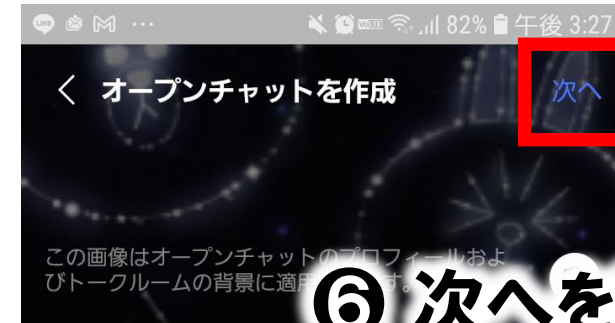 LINE ... VoLTE 82% 午後 3:27
オープンチャットを作成 次へ
この画像はオープンチャットのプロフィールおよ
びトークルームの背景に適用 す。
⑥ 次へを